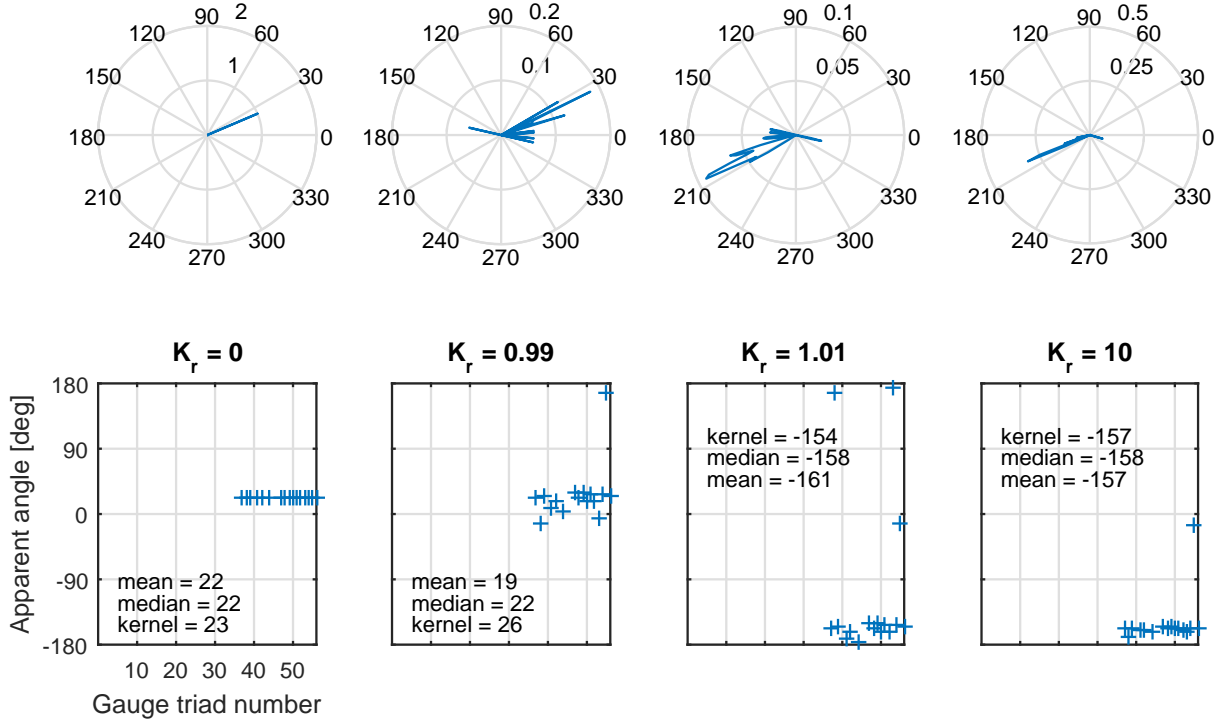 90 2
120 60
1
150 30
180 0
210 330
240 300
270
90 0.2
120 60
0.1
150 30
180 0
210 330
240 300
270
90 0.1
120 60
0.05
150 30
180 0
210 330
240 300
270
90 0.5
120 60
0.25
150 30
180 0
210 330
240 300
270
K_r = 0
K_r = 0.99
K_r = 1.01
K_r = 10
Apparent angle [deg]
180
90
0
-90
-180
mean = 22
median = 22
kernel = 23
10 20 30 40 50
Gauge triad number
mean = 19
median = 22
kernel = 26
kernel = -154
median = -158
mean = -161
kernel = -157
median = -158
mean = -157